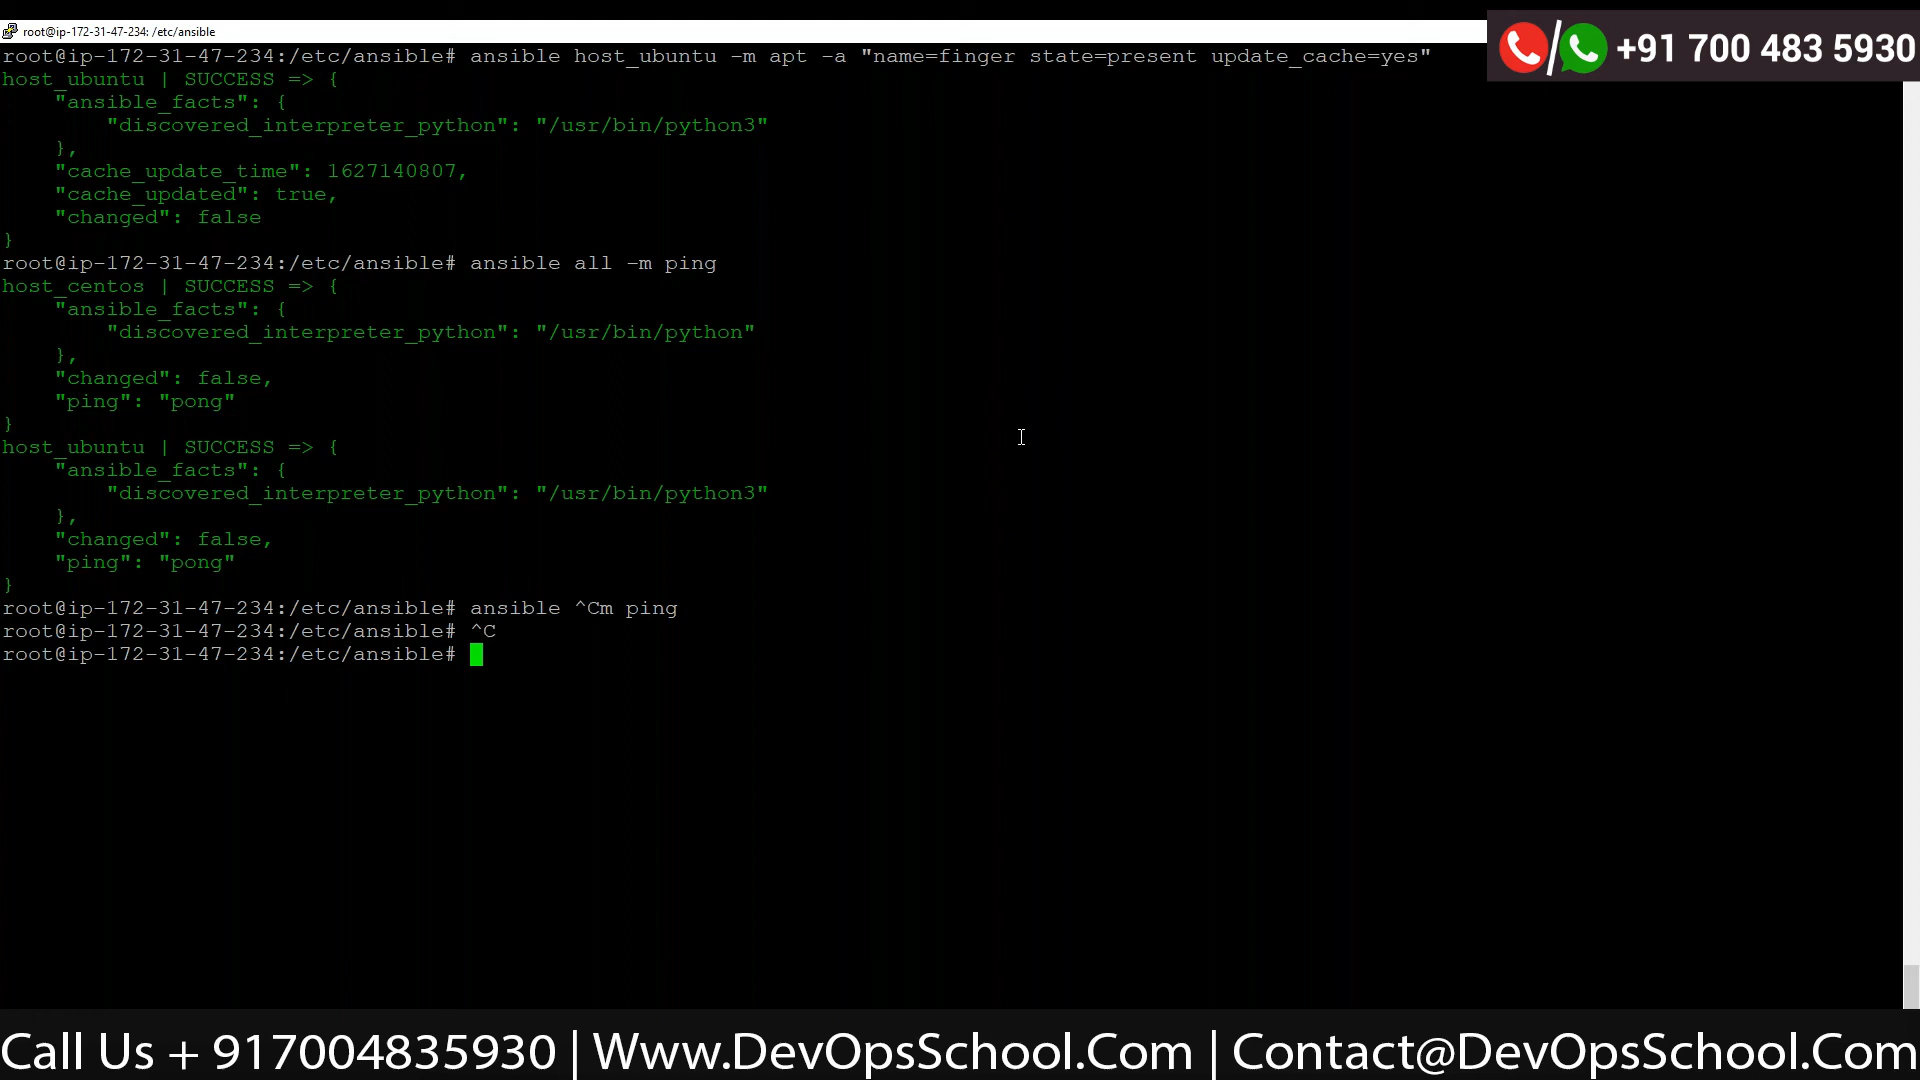 root@ip-172-31-47-234: /etc/ansible
+91 700 483 5930
root@ip-172-31-47-234:/etc/ansible# ansible host_ubuntu -m apt -a "name=finger state=present update_cache=yes"
host_ubuntu | SUCCESS => {
    "ansible_facts": {
        "discovered_interpreter_python": "/usr/bin/python3"
    },
    "cache_update_time": 1627140807,
    "cache_updated": true,
    "changed": false
}
root@ip-172-31-47-234:/etc/ansible# ansible all -m ping
host_centos | SUCCESS => {
    "ansible_facts": {
        "discovered_interpreter_python": "/usr/bin/python"
    },
    "changed": false,
    "ping": "pong"
}
host_ubuntu | SUCCESS => {
    "ansible_facts": {
        "discovered_interpreter_python": "/usr/bin/python3"
    },
    "changed": false,
    "ping": "pong"
}
root@ip-172-31-47-234:/etc/ansible# ansible ^Cm ping
root@ip-172-31-47-234:/etc/ansible# ^C
root@ip-172-31-47-234:/etc/ansible#
Call Us + 917004835930 | Www.DevOpsSchool.Com | Contact@DevOpsSchool.Com